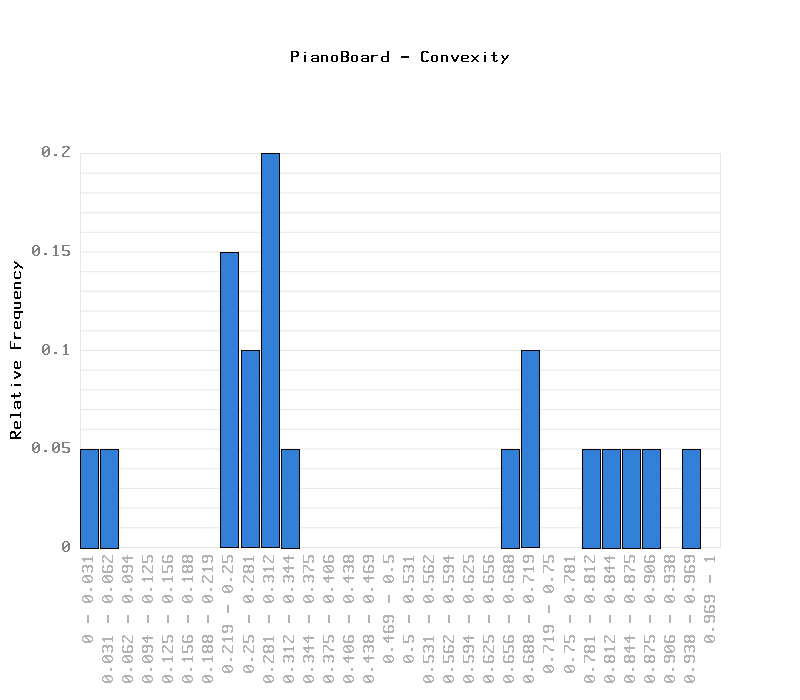 PianoBoard - Convexity
0.2
0.15
0.1
0.05
0
Relative Frequency
0 - 0.031
0.031 - 0.062
0.062 - 0.094
0.094 - 0.125
0.125 - 0.156
0.156 - 0.188
0.188 - 0.219
0.219 - 0.25
0.25 - 0.281
0.281 - 0.312
0.312 - 0.344
0.344 - 0.375
0.375 - 0.406
0.406 - 0.438
0.438 - 0.469
0.469 - 0.5
0.5 - 0.531
0.531 - 0.562
0.562 - 0.594
0.594 - 0.625
0.625 - 0.656
0.656 - 0.688
0.688 - 0.719
0.719 - 0.75
0.75 - 0.781
0.781 - 0.812
0.812 - 0.844
0.844 - 0.875
0.875 - 0.906
0.906 - 0.938
0.938 - 0.969
0.969 - 1